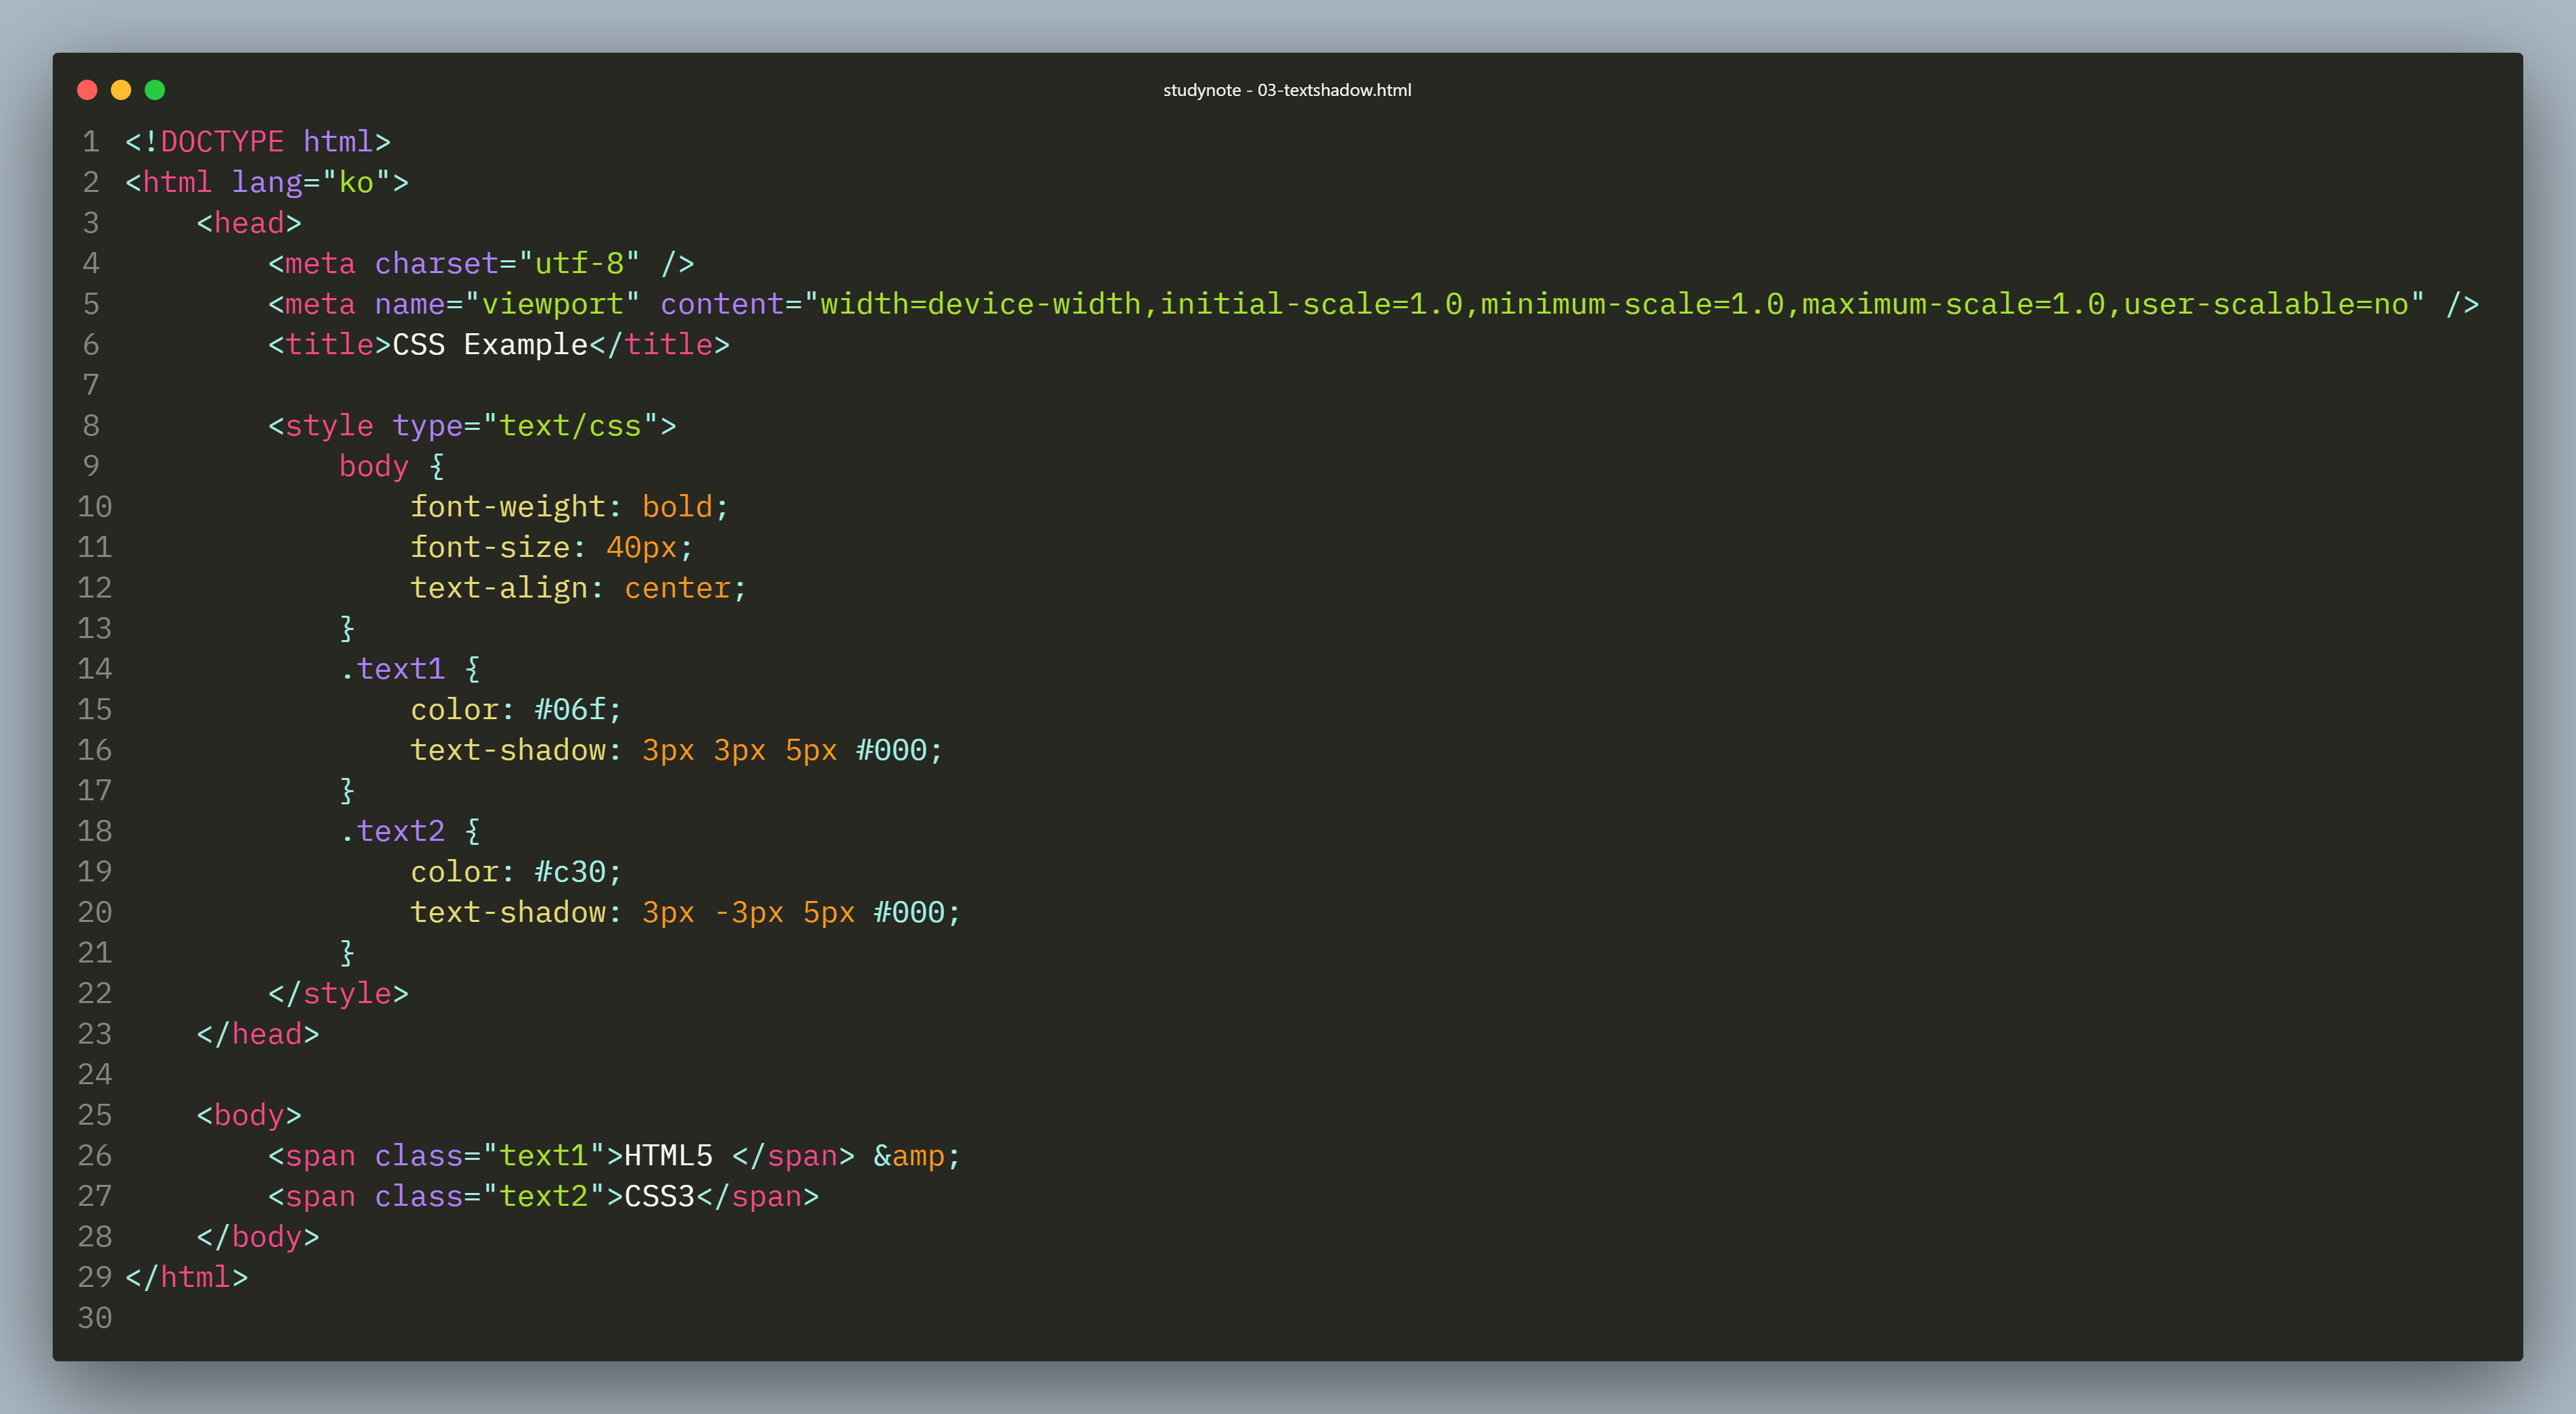 studynote - 03-textshadow.html
1 <!DOCTYPE html>
2 <html lang="ko">
3     <head>
4         <meta charset="utf-8" />
5         <meta name="viewport" content="width=device-width,initial-scale=1.0,minimum-scale=1.0,maximum-scale=1.0,user-scalable=no" />
6         <title>CSS Example</title>
7
8         <style type="text/css">
9             body {
10                 font-weight: bold;
11                 font-size: 40px;
12                 text-align: center;
13             }
14             .text1 {
15                 color: #06f;
16                 text-shadow: 3px 3px 5px #000;
17             }
18             .text2 {
19                 color: #c30;
20                 text-shadow: 3px -3px 5px #000;
21             }
22         </style>
23     </head>
24
25     <body>
26         <span class="text1">HTML5 </span> &amp;
27         <span class="text2">CSS3</span>
28     </body>
29 </html>
30